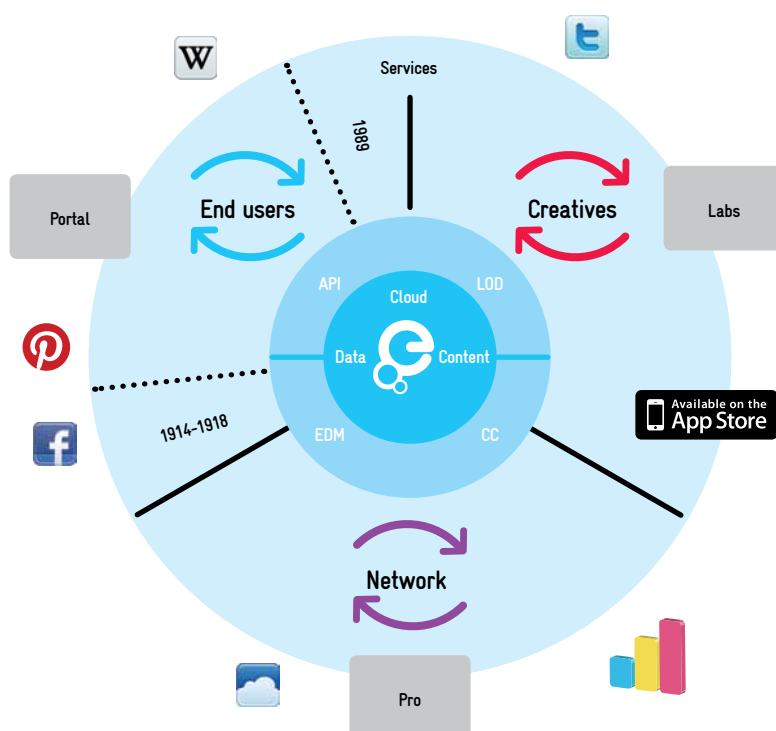 W
t
Services
1989
End users
Creatives
Portal
Labs
API
LOD
Cloud
Data
Content
EDM
CC
1914-1918
f
Available on the
App Store
Network
Pro